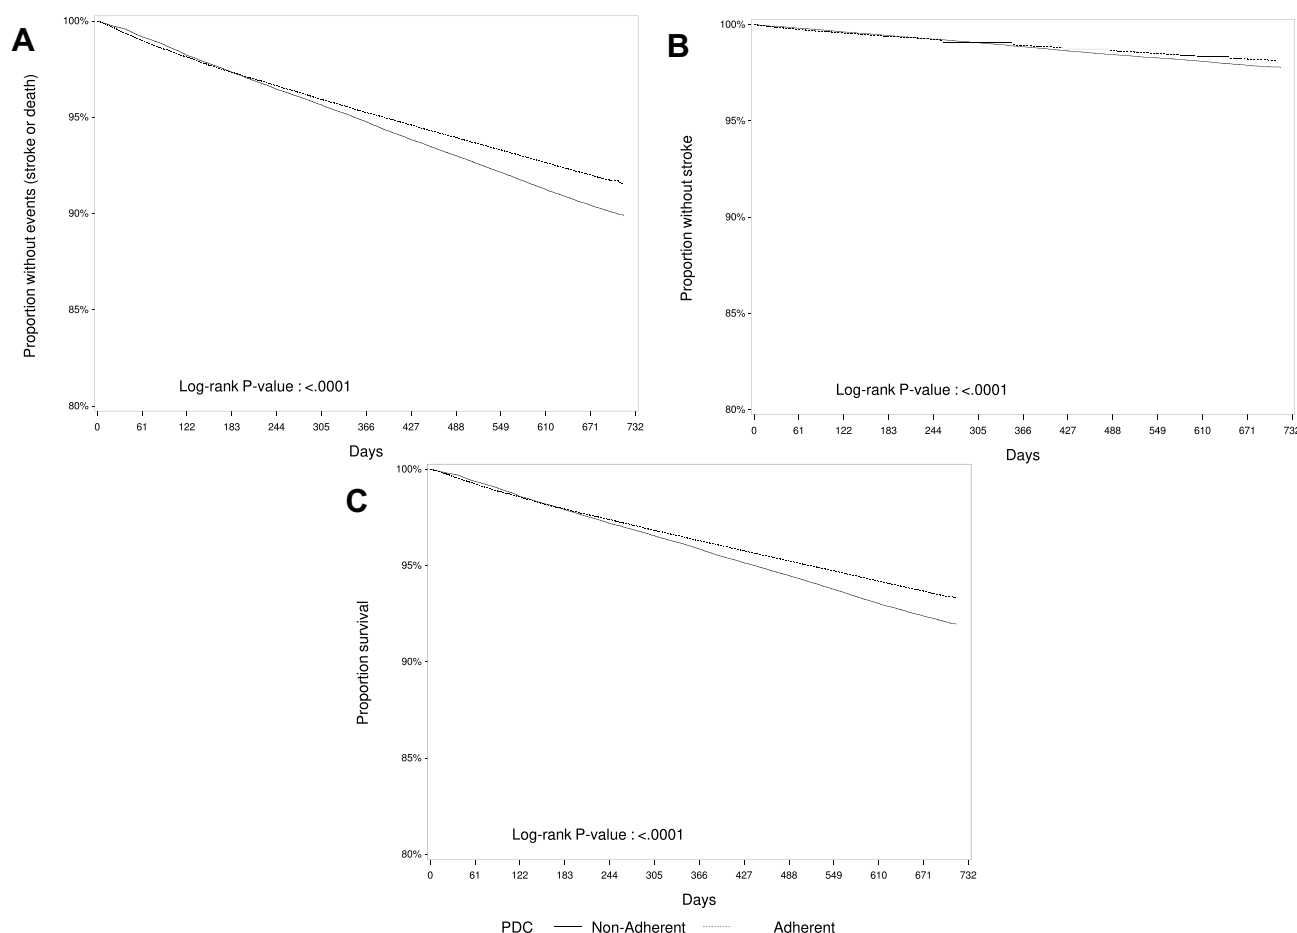 A
Proportion without events (stroke or death)
100%
95%
90%
85%
80%
Log-rank P-value : <.0001
0 61 122 183 244 305 366 427 488 549 610 671 732
Days
B
Proportion without stroke
100%
95%
90%
85%
80%
Log-rank P-value : <.0001
0 61 122 183 244 305 366 427 488 549 610 671 732
Days
C
Proportion survival
100%
95%
90%
85%
80%
Log-rank P-value : <.0001
0 61 122 183 244 305 366 427 488 549 610 671 732
Days
PDC Non-Adherent Adherent